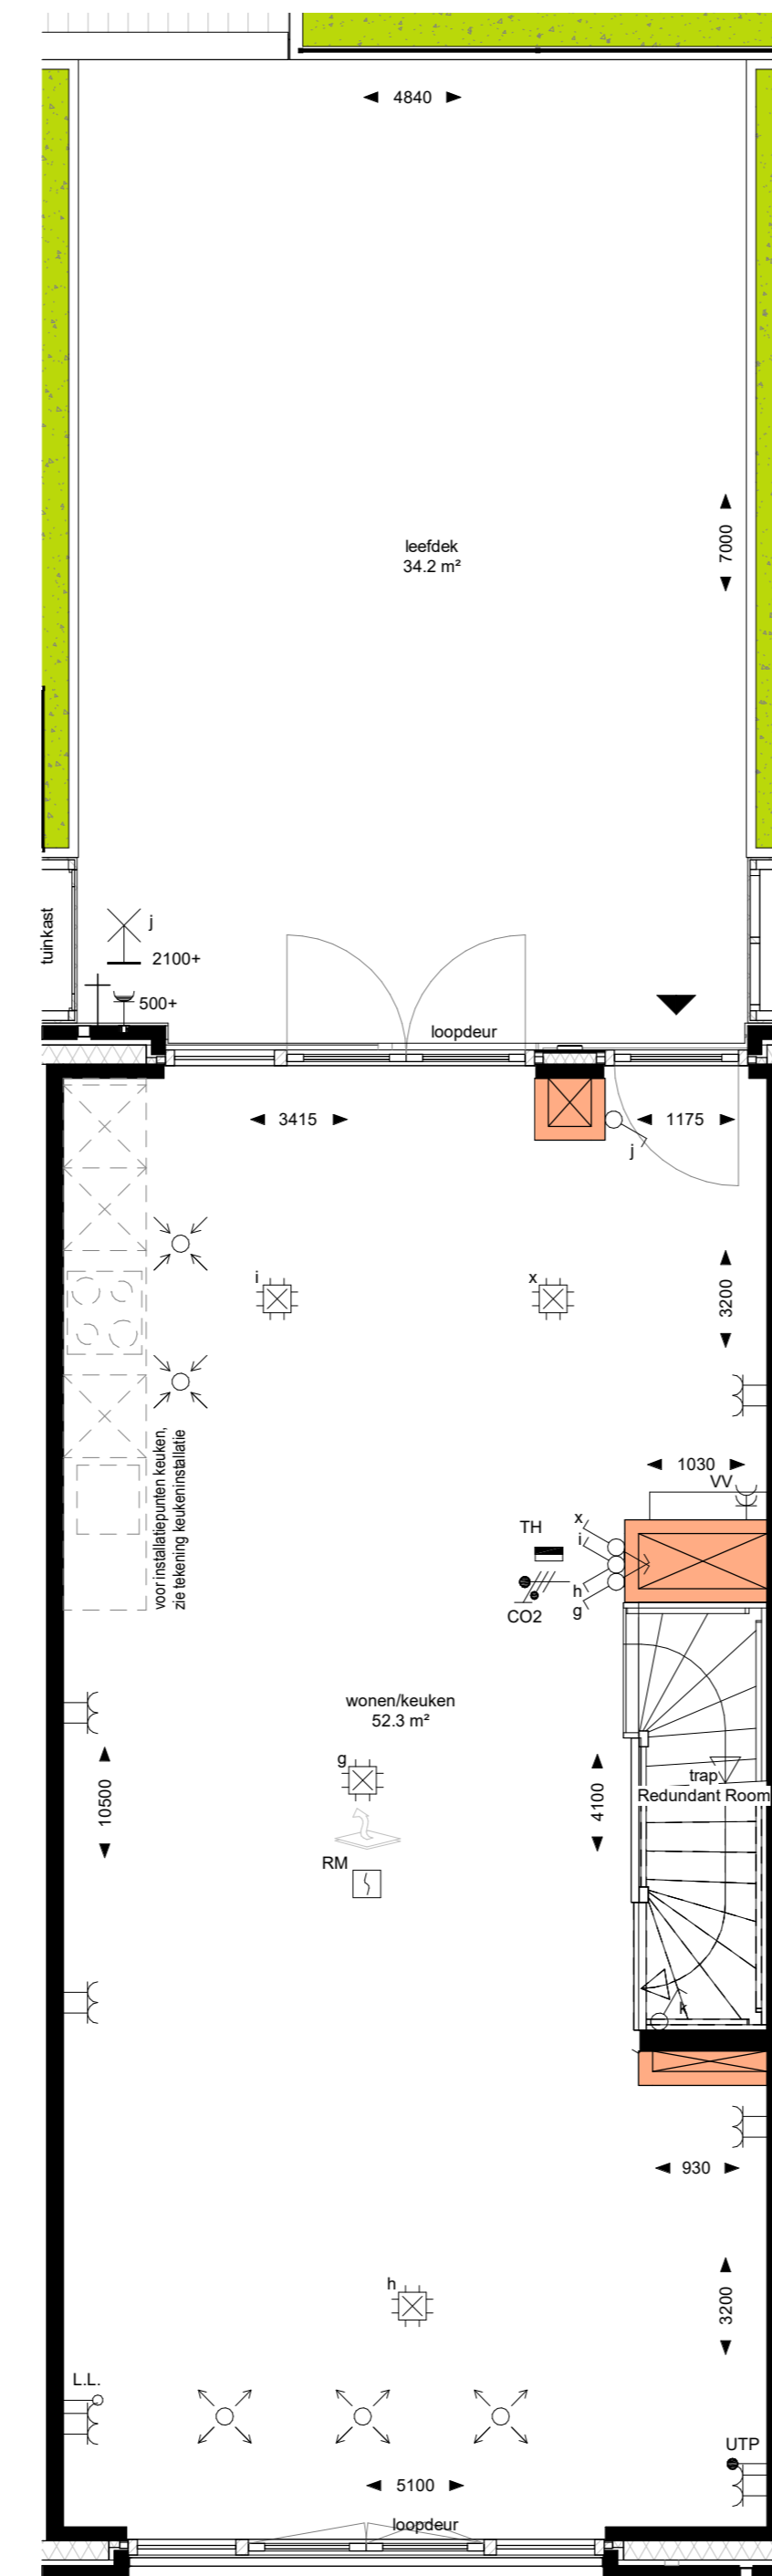 4840
7000
leefdek
34.2 m²
tuinkast
j
2100+
500+
loopdeur
3415
1175
j
i
x
3200
voor installatiepunten keuken,
zie tekening keukeninstallatie
1030
VV
TH
x
i
h
g
CO2
wonen/keuken
52.3 m²
g
10500
4100
trap
Redundant Room
RM
k
930
h
3200
L.L.
UTP
5100
loopdeur